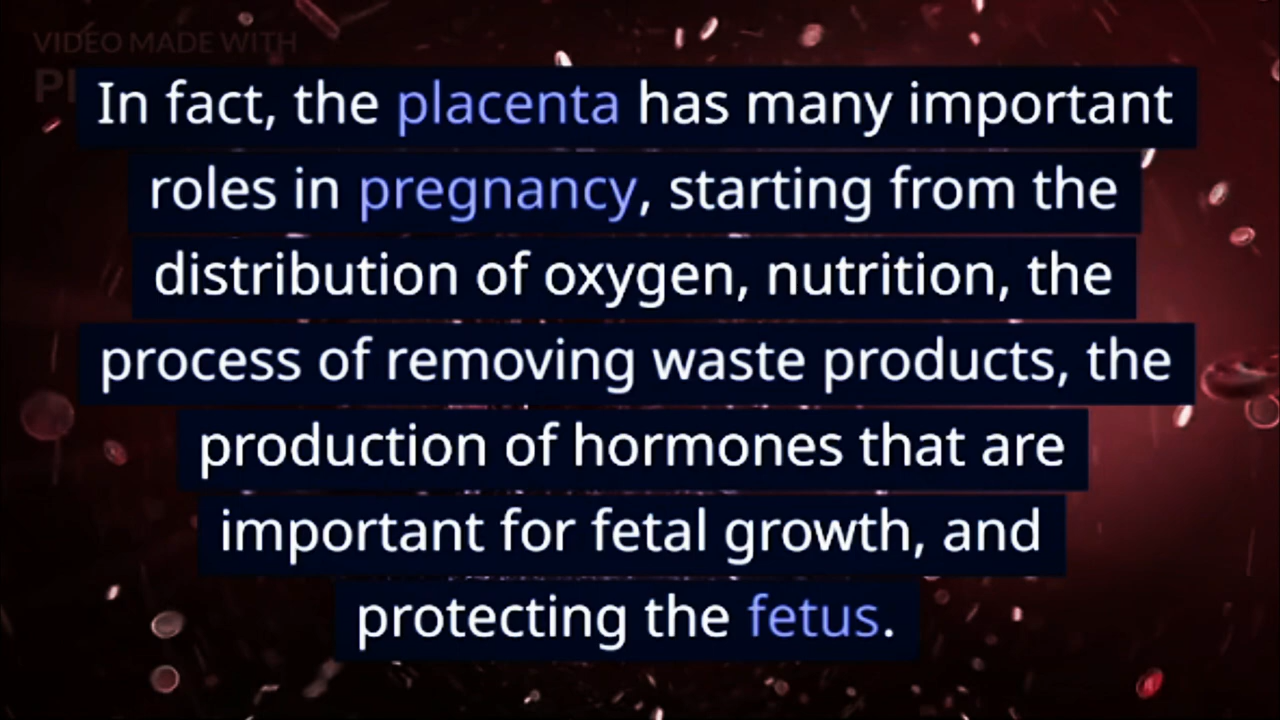 VIDEO MADE WITH
In fact, the placenta has many important
roles in pregnancy, starting from the
distribution of oxygen, nutrition, the
process of removing waste products, the
production of hormones that are
important for fetal growth, and
protecting the fetus.